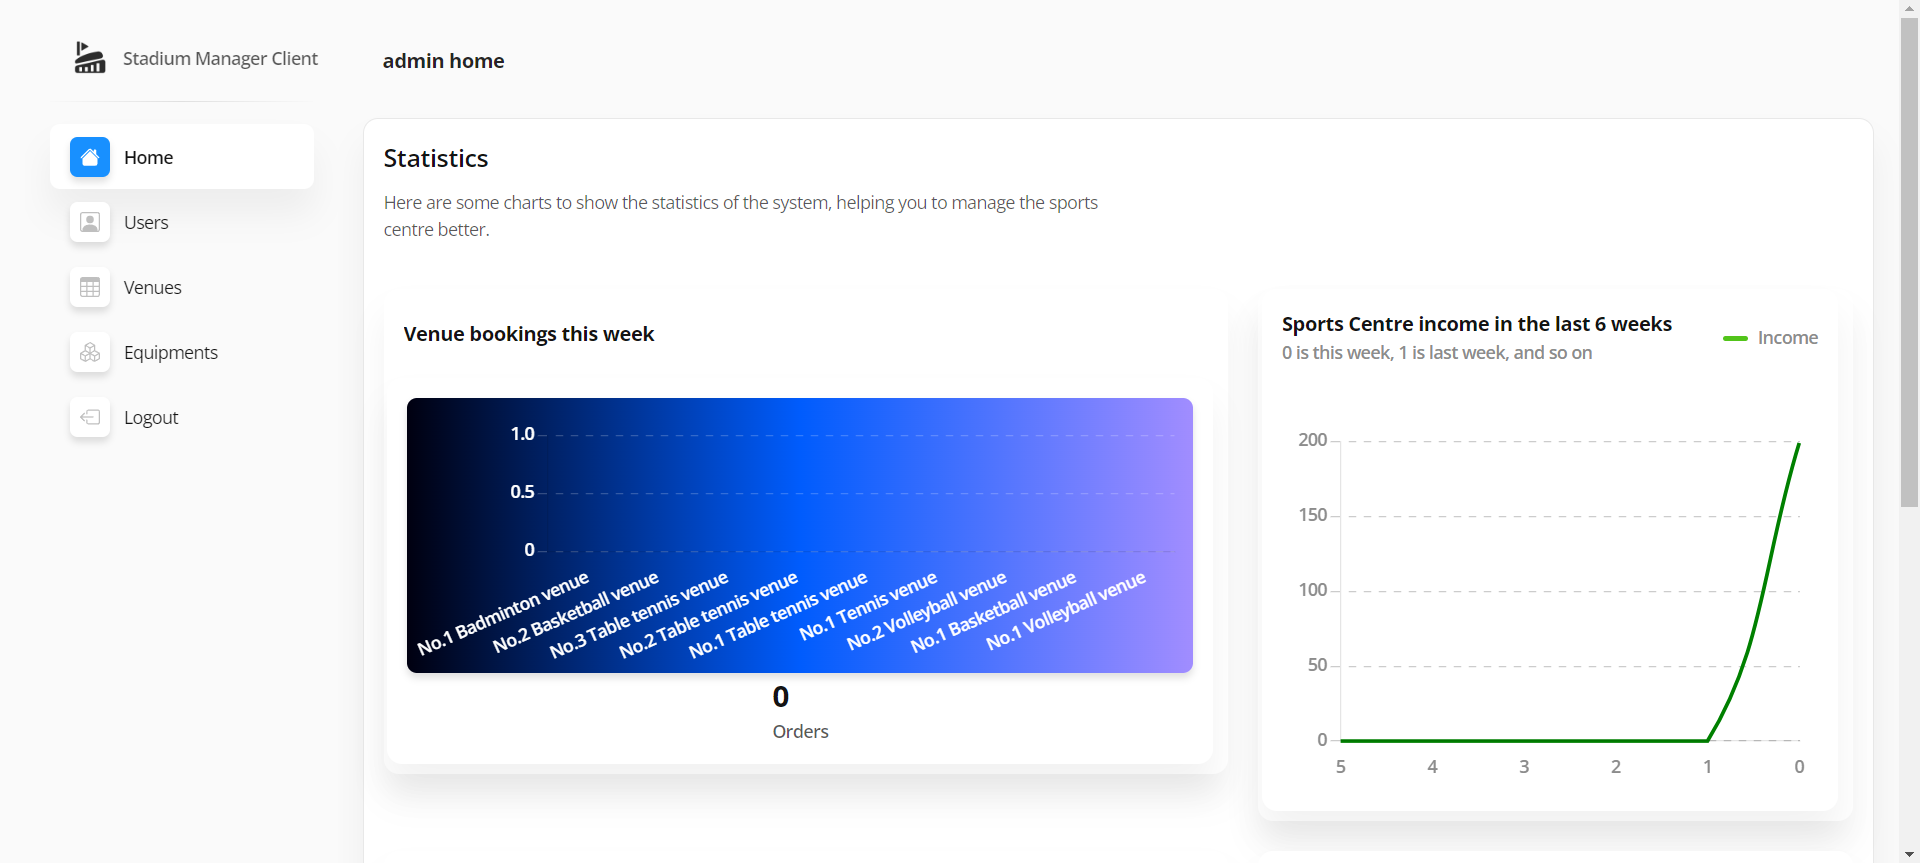 Stadium Manager Client
admin home
Home
Users
Venues
Equipments
Logout
Statistics
Here are some charts to show the statistics of the system, helping you to manage the sports
centre better.
Venue bookings this week
1.0
0.5
0
No.1 Badminton venue
No.2 Basketball venue
No.3 Table tennis venue
No.2 Table tennis venue
No.1 Table tennis venue
No.1 Tennis venue
No.2 Volleyball venue
No.1 Basketball venue
No.1 Volleyball venue
0
Orders
Sports Centre income in the last 6 weeks
0 is this week, 1 is last week, and so on
Income
200
150
100
50
0
5 4 3 2 1 0